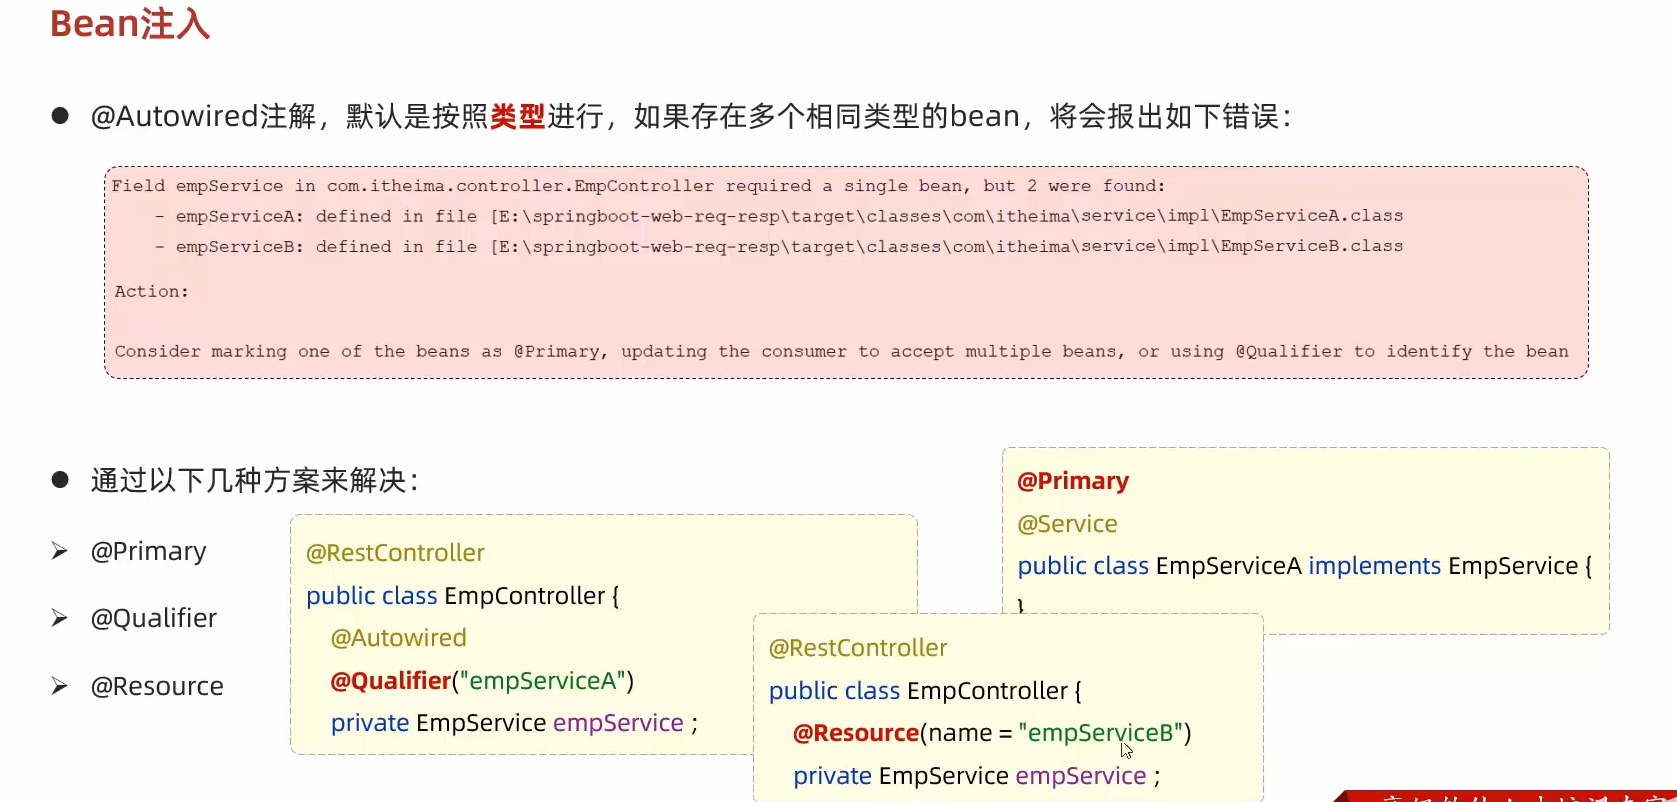 Bean注入
@Autowired注解，默认是按照类型进行，如果存在多个相同类型的bean，将会报出如下错误：
Field empService in com.itheima.controller.EmpController required a single bean, but 2 were found:
- empServiceA: defined in file [E:\springboot-web-req-resp\target\classes\com\itheima\service\impl\EmpServiceA.class
- empServiceB: defined in file [E:\springboot-web-req-resp\target\classes\com\itheima\service\impl\EmpServiceB.class
Action:
Consider marking one of the beans as @Primary, updating the consumer to accept multiple beans, or using @Qualifier to identify the bean
通过以下几种方案来解决：
@Primary
@Qualifier
@Resource
@RestController
public class EmpController {
@Autowired
@Qualifier("empServiceA")
private EmpService empService ;
@RestController
public class EmpController {
@Resource(name = "empServiceB")
private EmpService empService ;
@Primary
@Service
public class EmpServiceA implements EmpService {
}